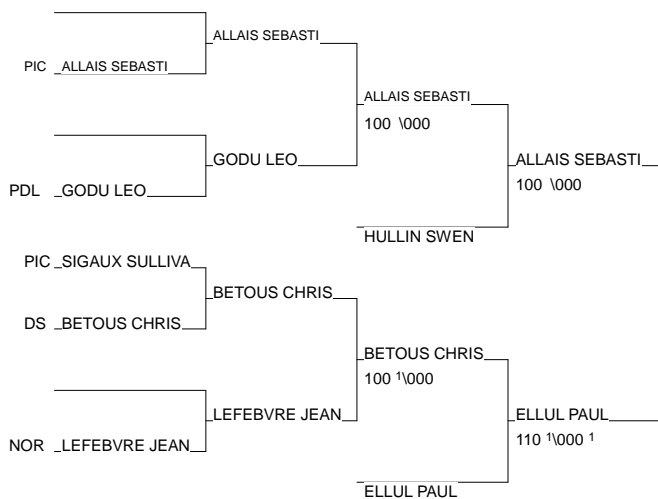 ALLAIS SEBASTI
PIC ALLAIS SEBASTI
ALLAIS SEBASTI
100 \000
GODU LEO
ALLAIS SEBASTI
100 \000
PDL GODU LEO
HULLIN SWEN
PIC SIGAUX SULLIVA
BETOUS CHRIS
DS BETOUS CHRIS
BETOUS CHRIS
100 ¹\000
LEFEBVRE JEAN
ELLUL PAUL
110 ¹\000 ¹
NOR LEFEBVRE JEAN
ELLUL PAUL